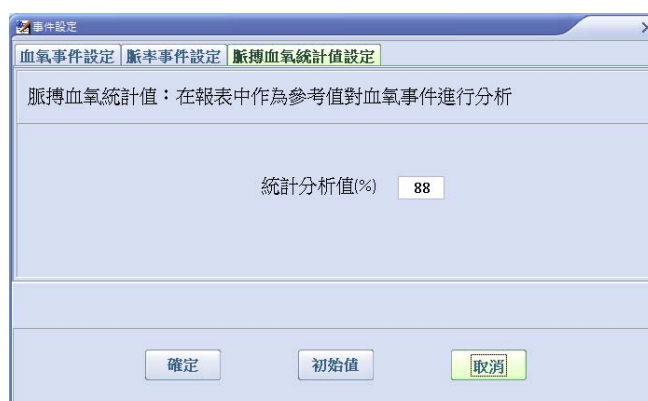 事件設定
血氧事件設定 脈率事件設定 脈搏血氧統計值設定
脈搏血氧統計值：在報表中作為參考值對血氧事件進行分析
統計分析值(%) 88
確定 初始值 取消